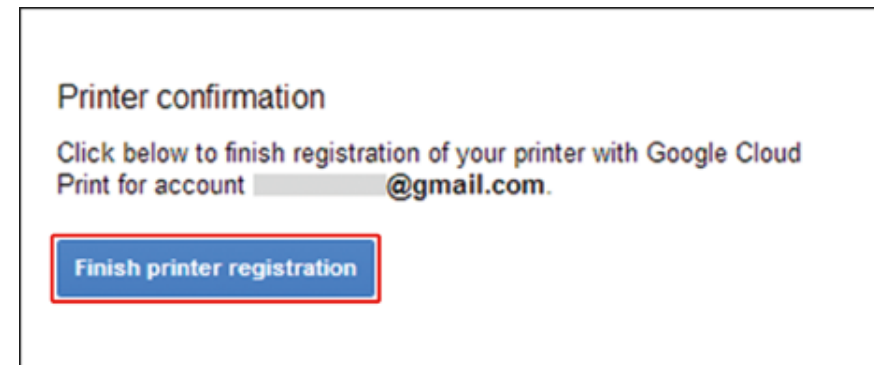 Printer confirmation
Click below to finish registration of your printer with Google Cloud
Print for account @gmail.com.
Finish printer registration